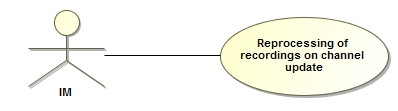 Reprocessing of
recordings on channel
update
IM